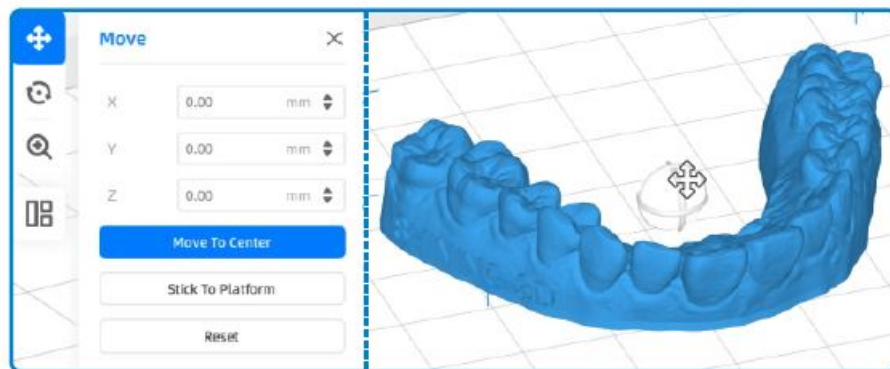 Move
X 0.00 mm
Y 0.00 mm
Z 0.00 mm
Move To Center
Stick To Platform
Reset